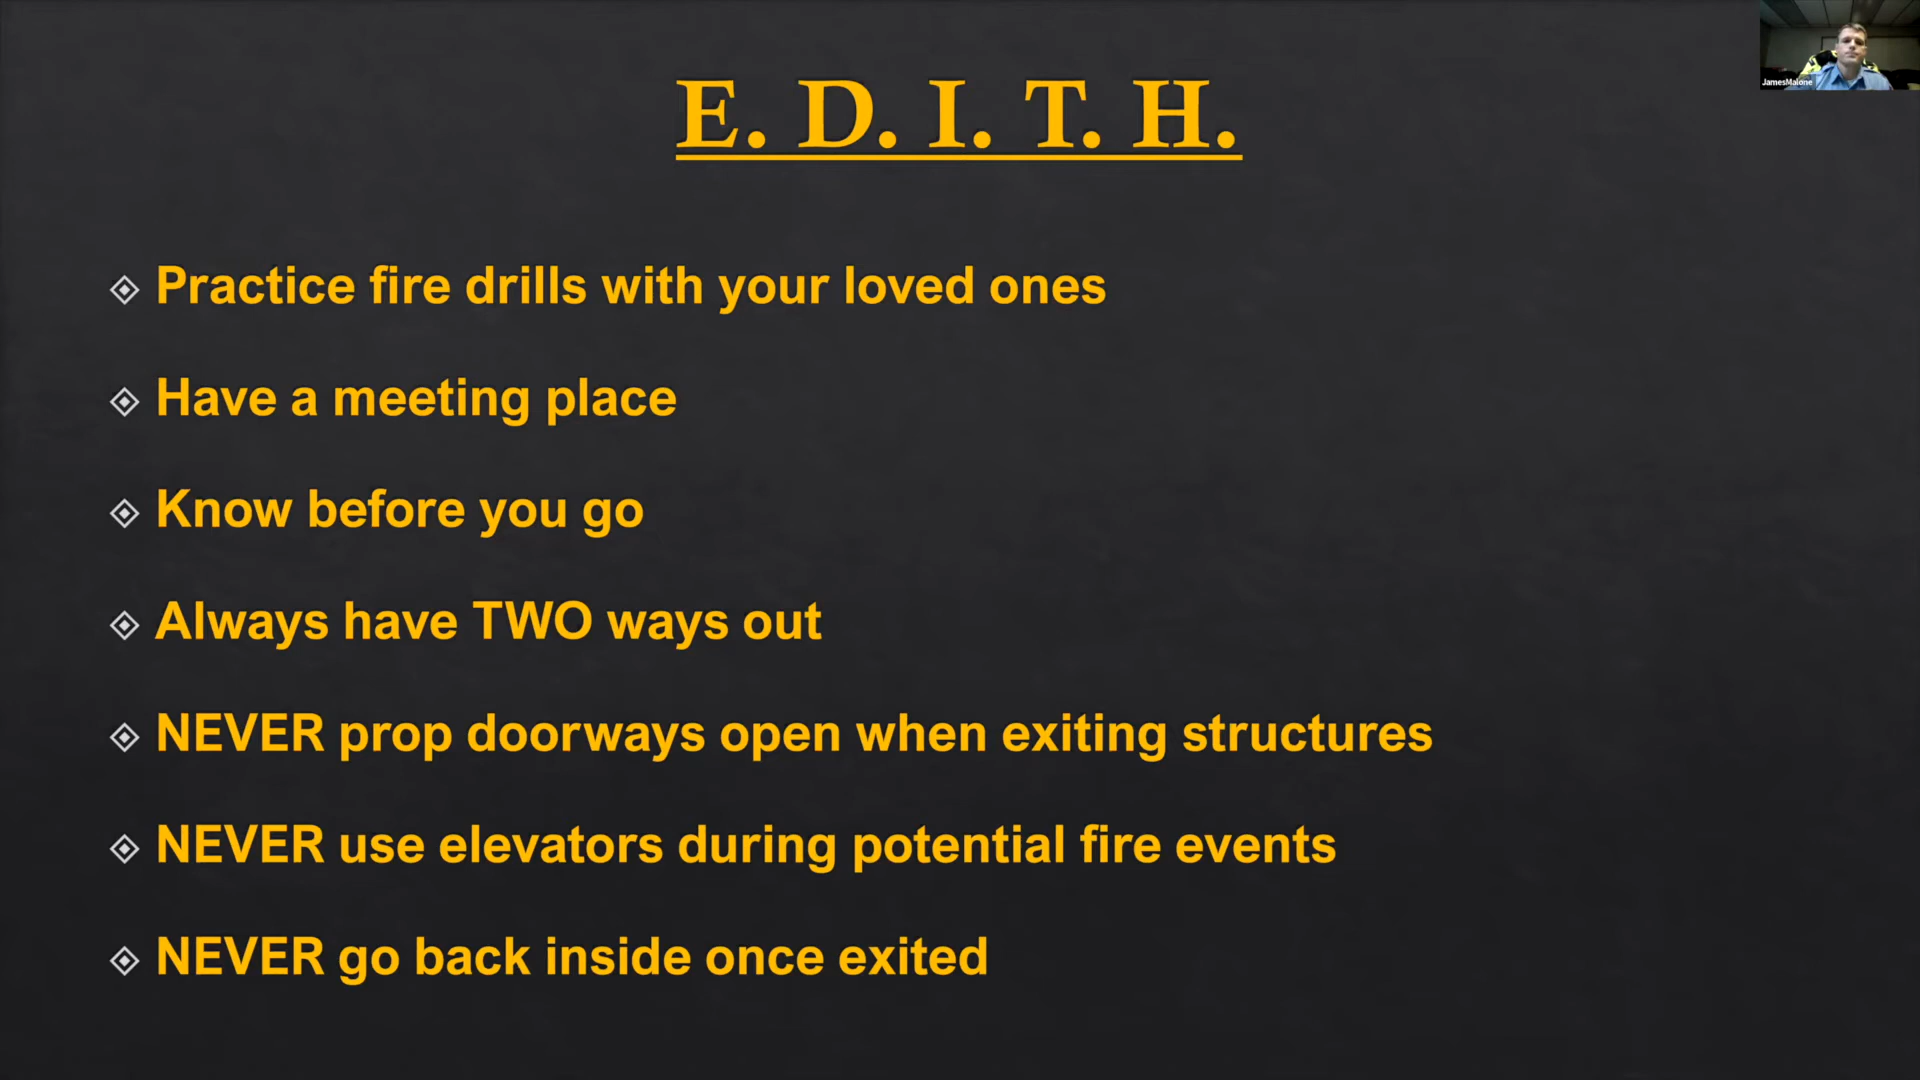 E. D. I. T. H.
JamesMalone
Practice fire drills with your loved ones
Have a meeting place
Know before you go
Always have TWO ways out
NEVER prop doorways open when exiting structures
NEVER use elevators during potential fire events
NEVER go back inside once exited